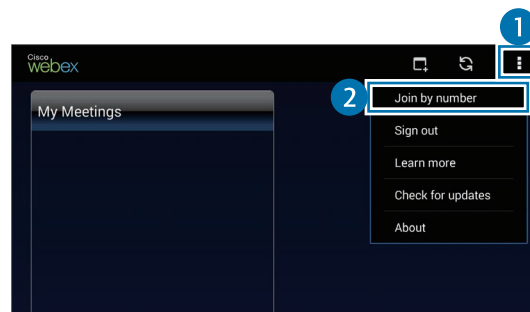 1
Cisco
webex
2
Join by number
My Meetings
Sign out
Learn more
Check for updates
About